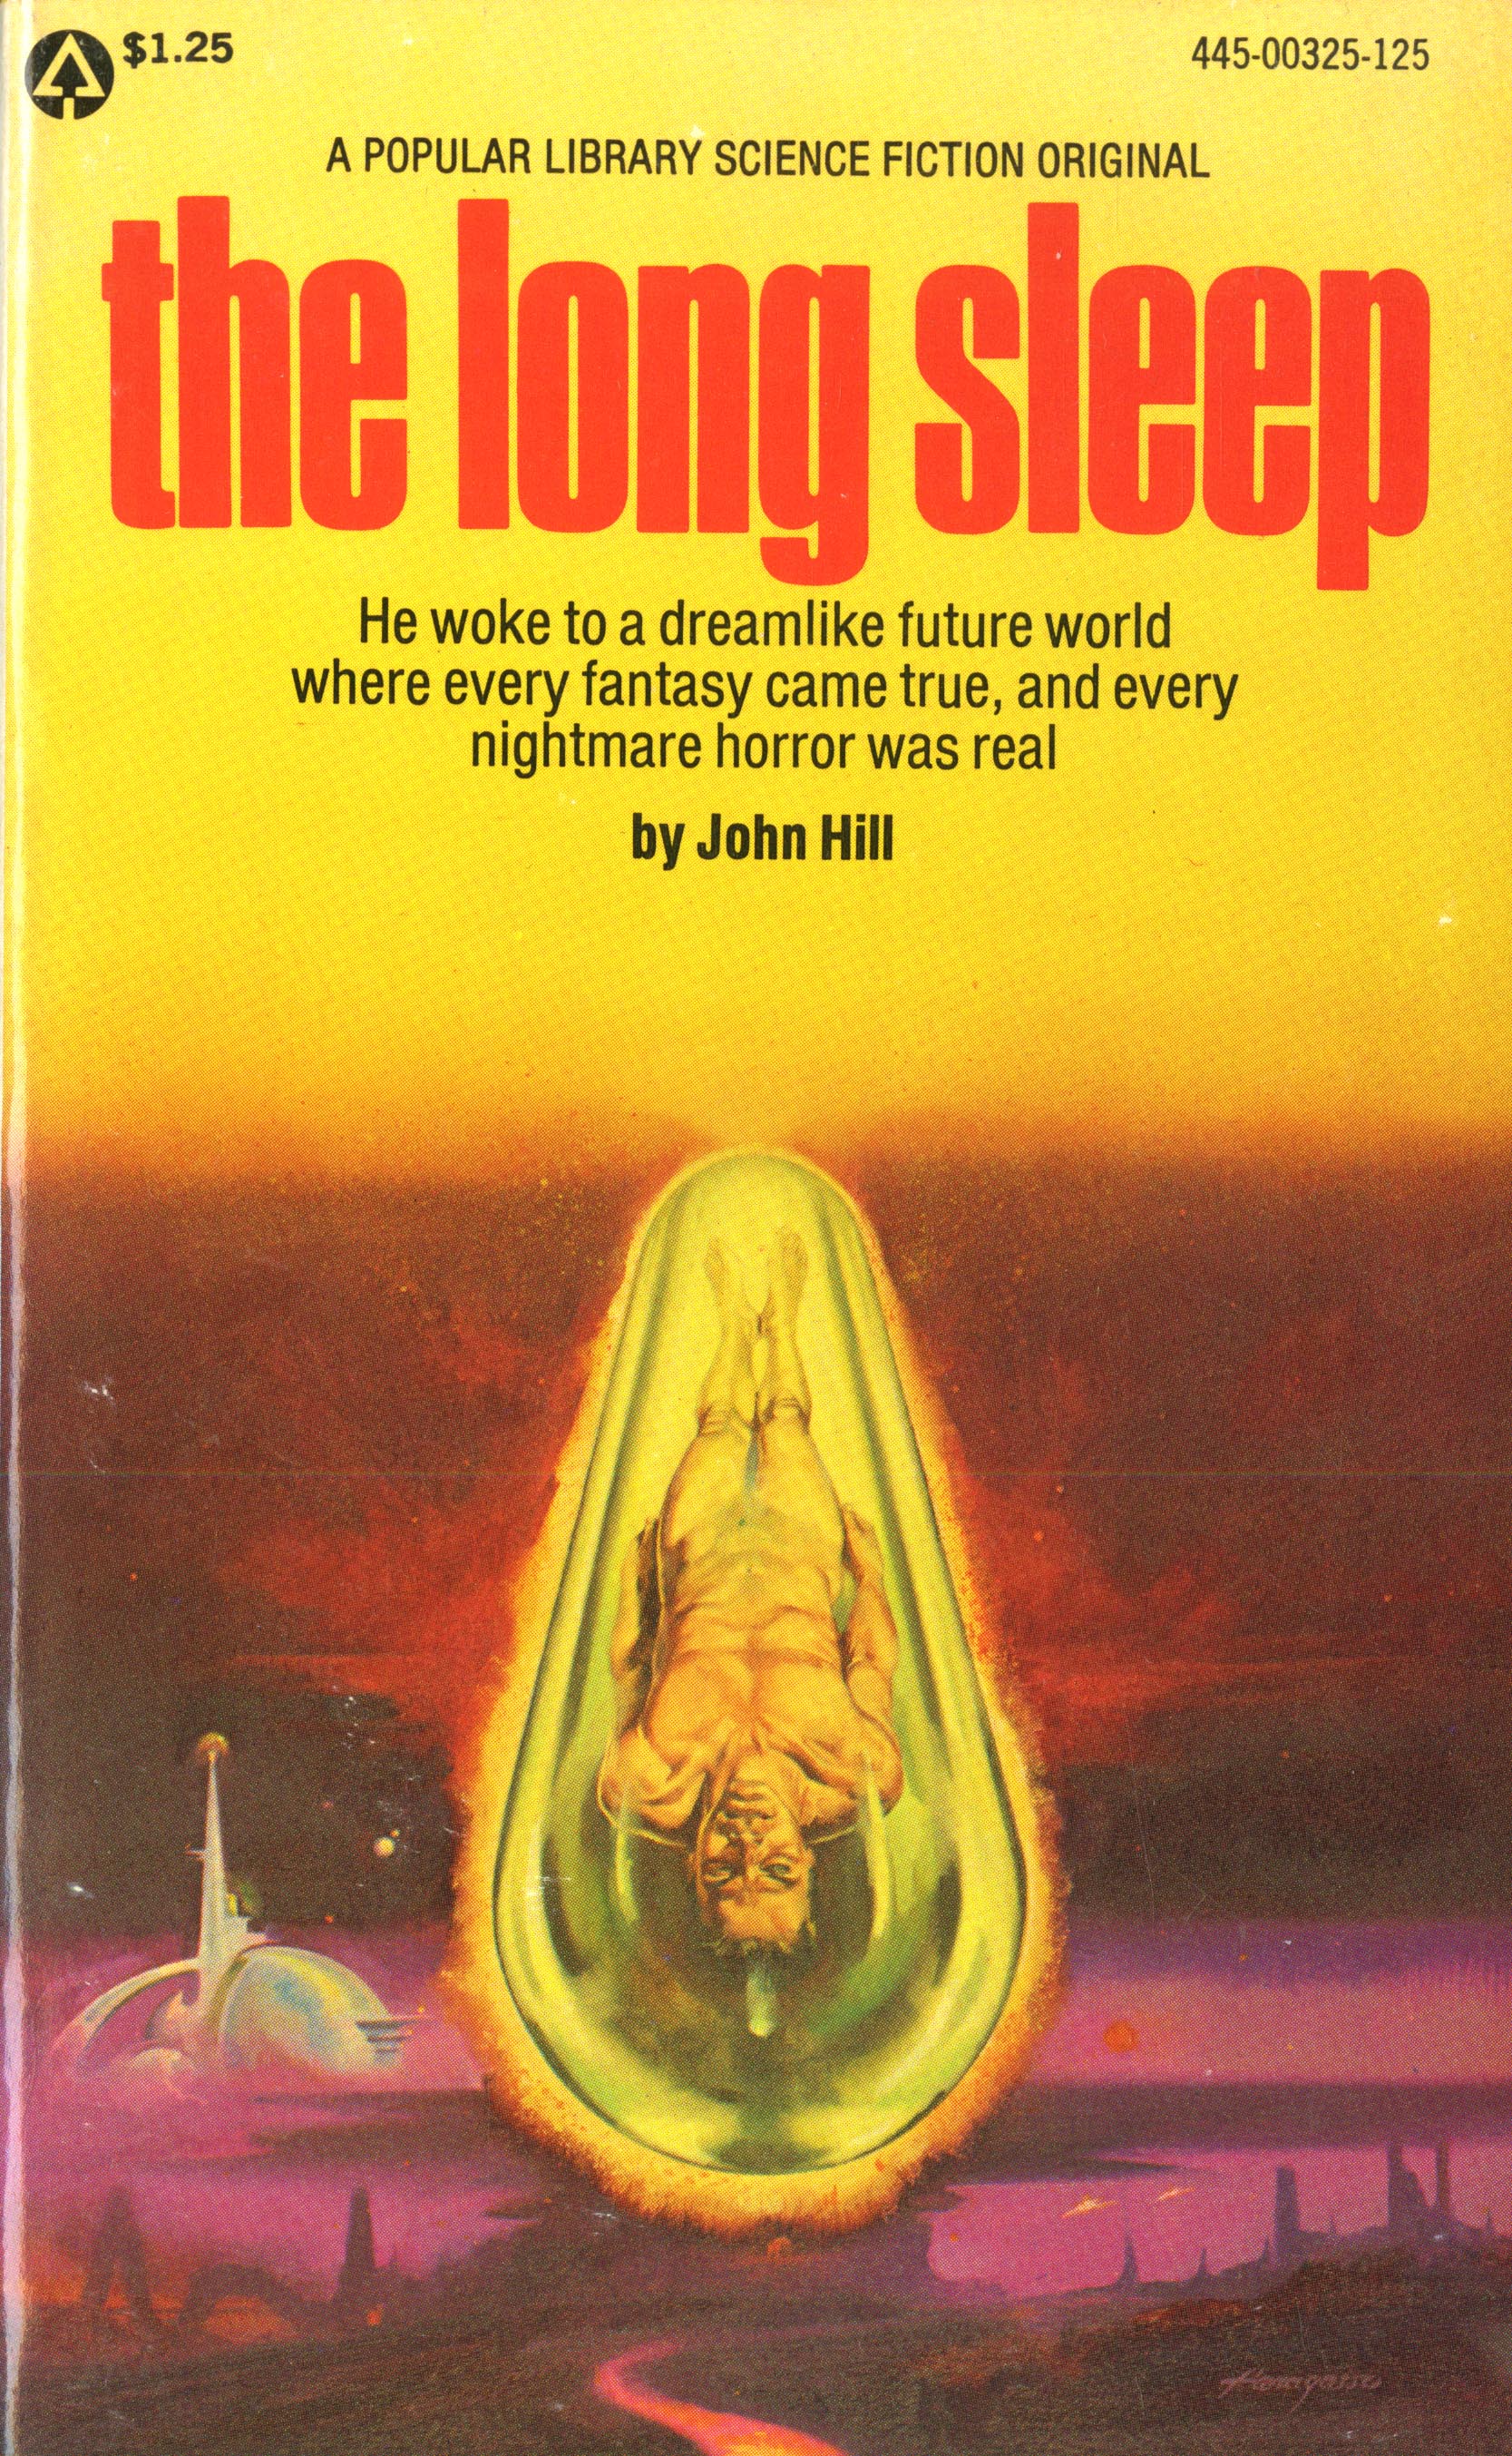 $1.25
445-00325-125
A POPULAR LIBRARY SCIENCE FICTION ORIGINAL
the long sleep
He woke to a dreamlike future world
where every fantasy came true, and every
nightmare horror was real
by John Hill